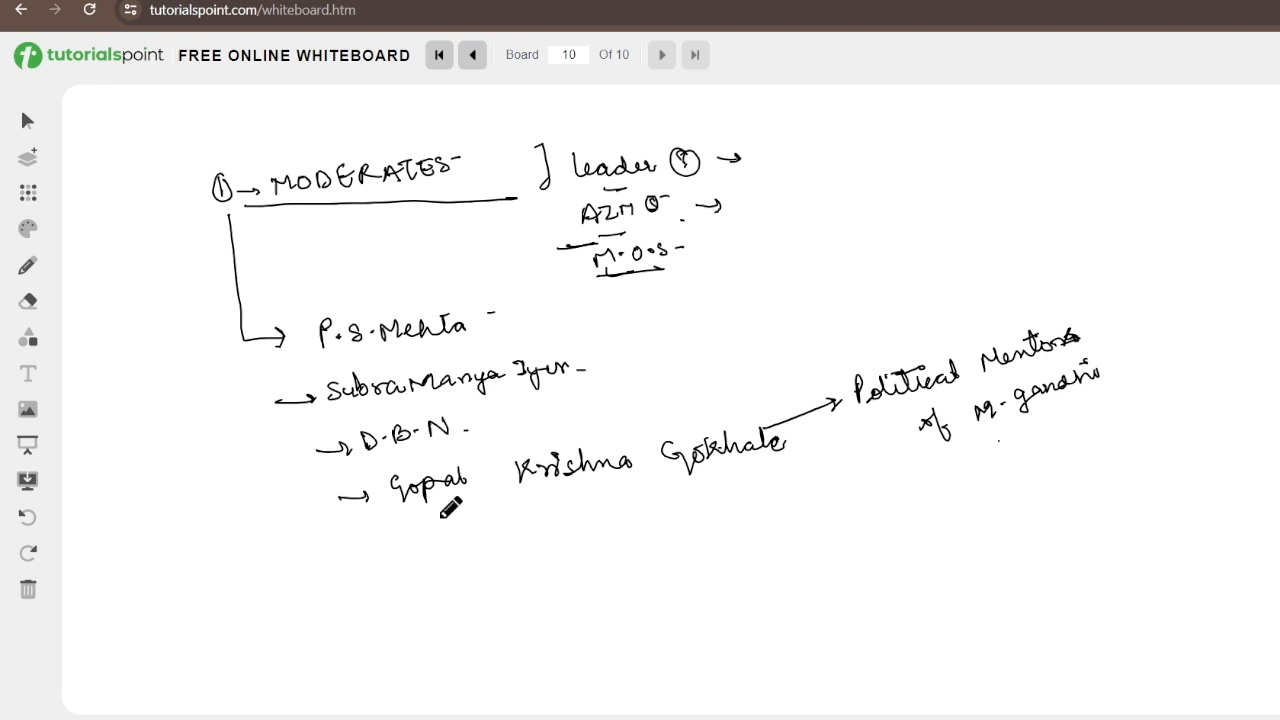 tutorialspoint.com/whiteboard.htm
tutorialspoint FREE ONLINE WHITEBOARD Board 10 Of 10
① → MODERATES ] leader ? →
AIM →
M.O.S
→ P.S.Mehta
→ SubraManya Iyer
→ D.B.N.
→ Gopal Krishna Gokhale → Political Mentor
of M.gandhi